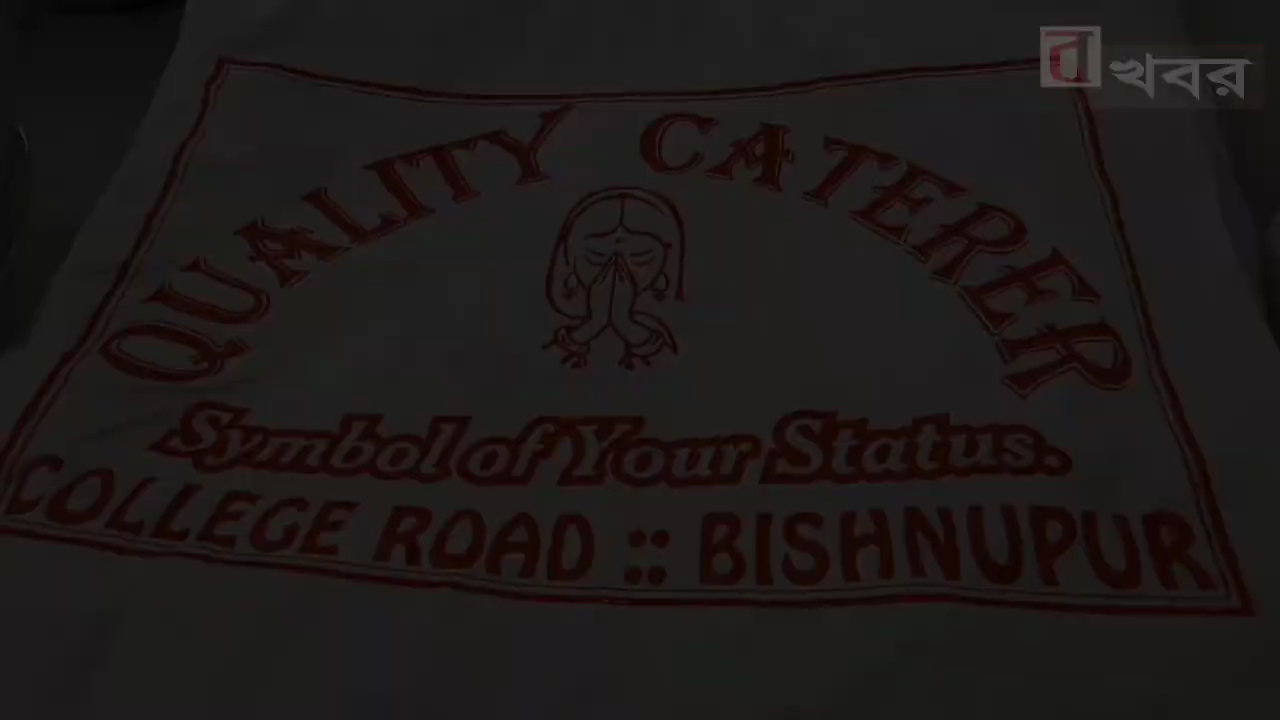 ব খবর
QUALITY CATERER
Symbol of Your Status.
COLLEGE ROAD :: BISHNUPUR